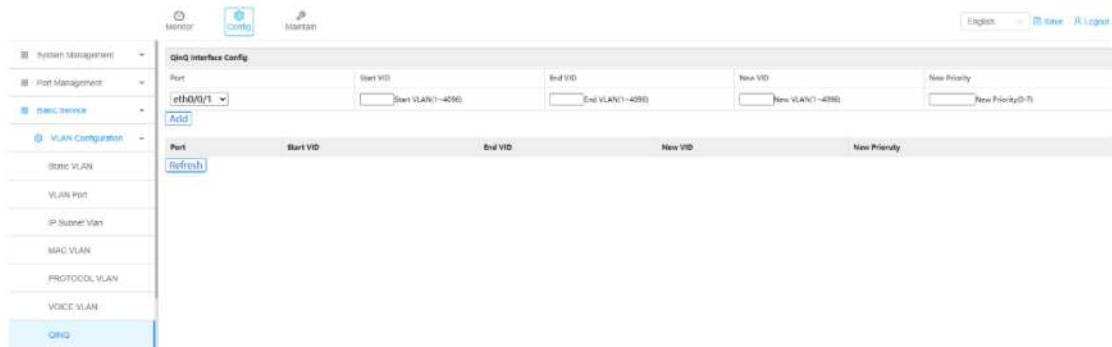 Monitor Config Maintain English Save Logout
System Management
Port Management
Basic Service
VLAN Configuration
Static VLAN
VLAN Port
IP Subnet Vlan
MAC VLAN
PROTOCOL VLAN
VOICE VLAN
QINQ
QinQ Interface Config
Port Start VID End VID New VID New Priority
eth0/0/1 Start VLAN(1~4096) End VLAN(1~4096) New VLAN(1~4096) New Priority(0-7)
Add
Port Start VID End VID New VID New Priority
Refresh